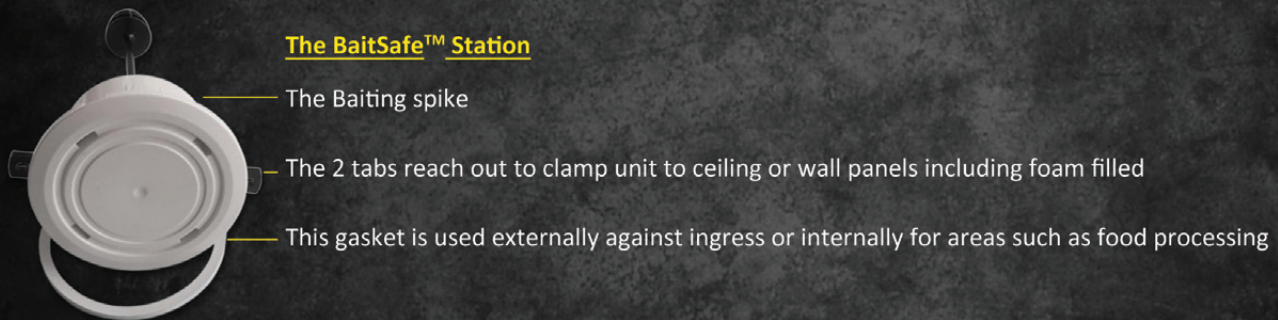 The BaitSafe™ Station
The Baiting spike
The 2 tabs reach out to clamp unit to ceiling or wall panels including foam filled
This gasket is used externally against ingress or internally for areas such as food processing